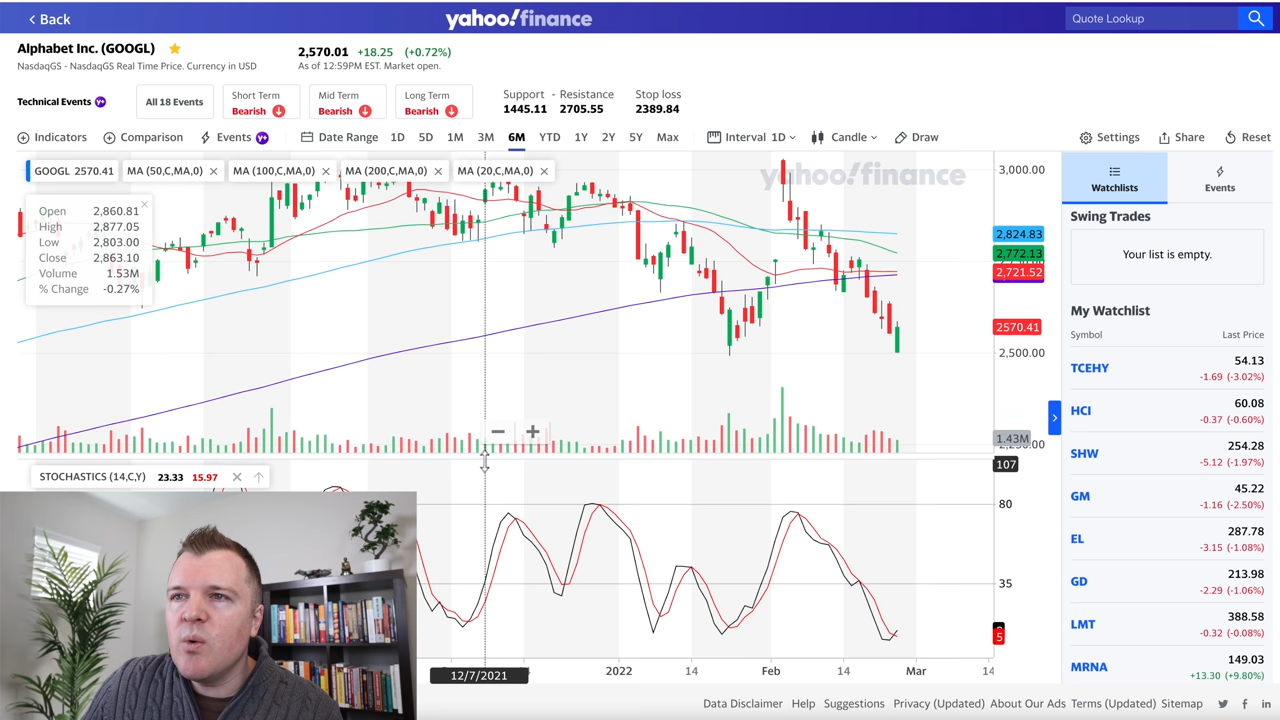 Back
yahoo!finance
Quote Lookup
Alphabet Inc. (GOOGL)
NasdaqGS - NasdaqGS Real Time Price. Currency in USD
2,570.01 +18.25 (+0.72%)
As of 12:59PM EST. Market open.
Technical Events Y+
All 18 Events
Short Term
Bearish
Mid Term
Bearish
Long Term
Bearish
Support - Resistance
1445.11 2705.55
Stop loss
2389.84
Indicators Comparison Events Y+ Date Range 1D 5D 1M 3M 6M YTD 1Y 2Y 5Y Max Interval 1D Candle Draw Settings Share Reset
GOOGL 2570.41 MA (50,C,MA,0) MA (100,C,MA,0) MA (200,C,MA,0) MA (20,C,MA,0)
yahoo!finance
Open 2,860.81
High 2,877.05
Low 2,803.00
Close 2,863.10
Volume 1.53M
% Change -0.27%
3,000.00
2,824.83
2,772.13
2,721.52
2570.41
2,500.00
1.43M
107
STOCHASTICS (14,C,Y) 23.33 15.97
80
35
5
12/7/2021
14
2022
14
Feb
14
Mar
14
Watchlists
Events
Swing Trades
Your list is empty.
My Watchlist
Symbol Last Price
TCEHY 54.13
-1.69 (-3.02%)
HCI 60.08
-0.37 (-0.60%)
SHW 254.28
-5.12 (-1.97%)
GM 45.22
-1.16 (-2.50%)
EL 287.78
-3.15 (-1.08%)
GD 213.98
-2.29 (-1.06%)
LMT 388.58
-0.32 (-0.08%)
MRNA 149.03
+13.30 (+9.80%)
Data Disclaimer Help Suggestions Privacy (Updated) About Our Ads Terms (Updated) Sitemap